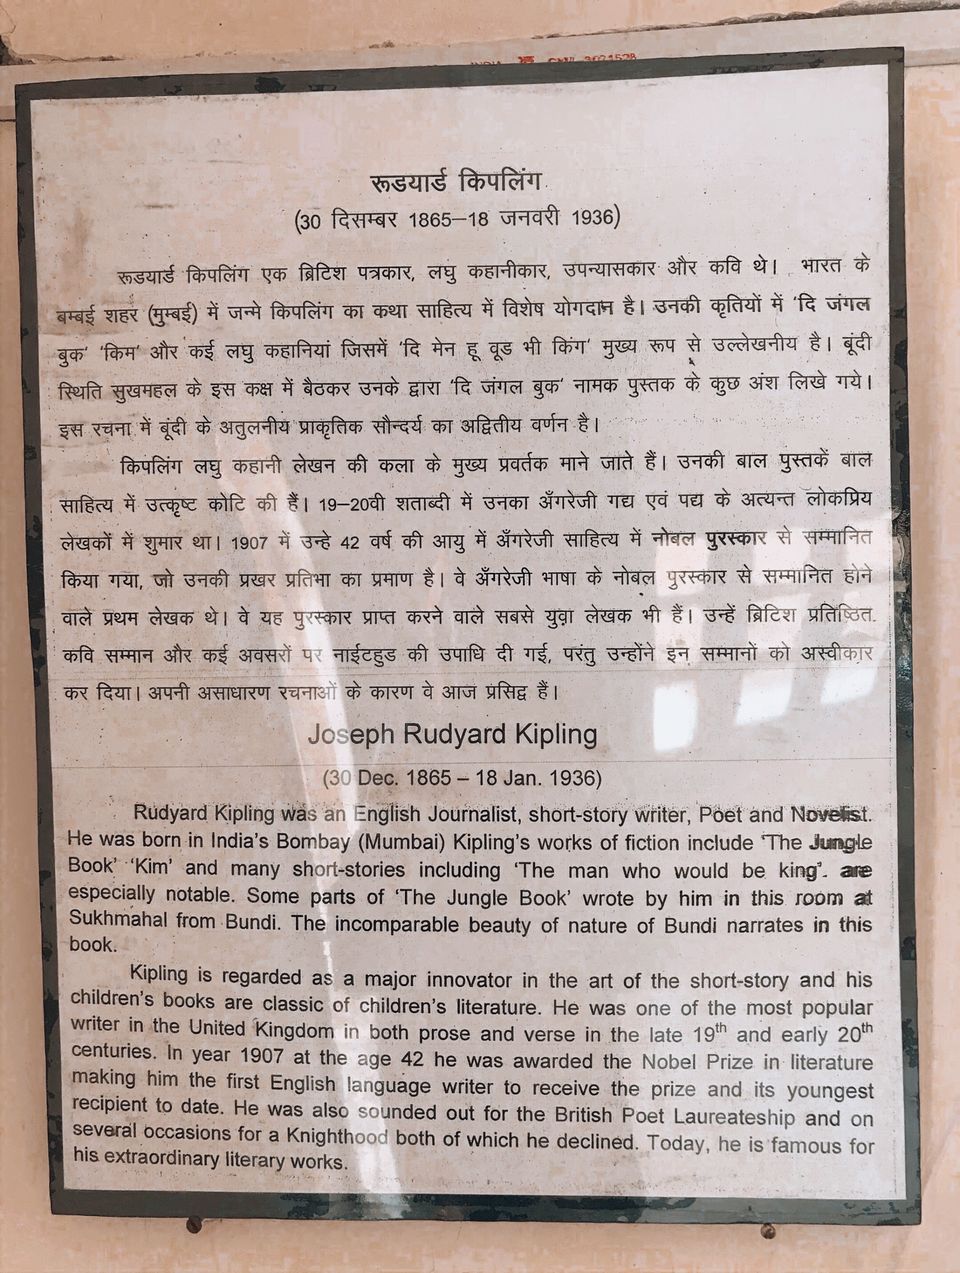 INDIA
रूडयार्ड किपलिंग
(30 दिसम्बर 1865–18 जनवरी 1936)
रूडयार्ड किपलिंग एक ब्रिटिश पत्रकार, लघु कहानीकार, उपन्यासकार और कवि थे। भारत के
बम्बई शहर (मुम्बई) में जन्मे किपलिंग का कथा साहित्य में विशेष योगदान है। उनकी कृतियों में 'दि जंगल
बुक' 'किम' और कई लघु कहानियां जिसमें 'दि मेन हू वूड भी किंग' मुख्य रूप से उल्लेखनीय है। बूंदी
स्थिति सुखमहल के इस कक्ष में बैठकर उनके द्वारा 'दि जंगल बुक' नामक पुस्तक के कुछ अंश लिखे गये।
इस रचना में बूंदी के अतुलनीय प्राकृतिक सौन्दर्य का अद्वितीय वर्णन है।
किपलिंग लघु कहानी लेखन की कला के मुख्य प्रवर्तक माने जाते हैं। उनकी बाल पुस्तकें बाल
साहित्य में उत्कृष्ट कोटि की हैं। 19–20वी शताब्दी में उनका अँगरेजी गद्य एवं पद्य के अत्यन्त लोकप्रिय
लेखकों में शुमार था। 1907 में उन्हे 42 वर्ष की आयु में अँगरेजी साहित्य में नोबल पुरस्कार से सम्मानित
किया गया, जो उनकी प्रखर प्रतिभा का प्रमाण है। वे अँगरेजी भाषा के नोबल पुरस्कार से सम्मानित होने
वाले प्रथम लेखक थे। वे यह पुरस्कार प्राप्त करने वाले सबसे युवा लेखक भी हैं। उन्हें ब्रिटिश प्रतिष्ठित
कवि सम्मान और कई अवसरों पर नाईटहुड की उपाधि दी गई, परंतु उन्होंने इन सम्मानों को अस्वीकार
कर दिया। अपनी असाधारण रचनाओं के कारण वे आज प्रसिद्व हैं।
Joseph Rudyard Kipling
(30 Dec. 1865 – 18 Jan. 1936)
Rudyard Kipling was an English Journalist, short-story writer, Poet and Novelist.
He was born in India's Bombay (Mumbai) Kipling's works of fiction include 'The Jungle
Book' 'Kim' and many short-stories including 'The man who would be king'. are
especially notable. Some parts of 'The Jungle Book' wrote by him in this room at
Sukhmahal from Bundi. The incomparable beauty of nature of Bundi narrates in this
book.
Kipling is regarded as a major innovator in the art of the short-story and his
children's books are classic of children's literature. He was one of the most popular
writer in the United Kingdom in both prose and verse in the late 19th and early 20th
centuries. In year 1907 at the age 42 he was awarded the Nobel Prize in literature
making him the first English language writer to receive the prize and its youngest
recipient to date. He was also sounded out for the British Poet Laureateship and on
several occasions for a Knighthood both of which he declined. Today, he is famous for
his extraordinary literary works.